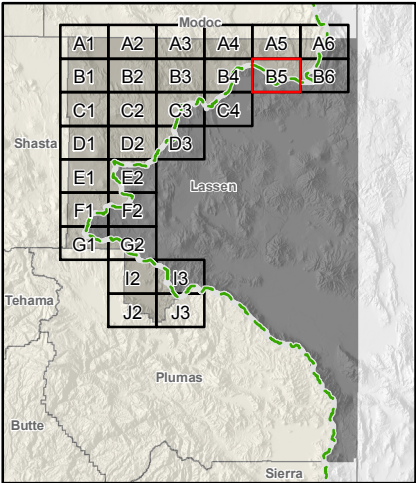 Modoc
A1 A2 A3 A4 A5 A6
B1 B2 B3 B4 B5 B6
C1 C2 C3 C4
Shasta D1 D2 D3
E1 E2
Lassen
F1 F2
G1 G2
I2 I3
Tehama
J2 J3
Plumas
Butte
Sierra